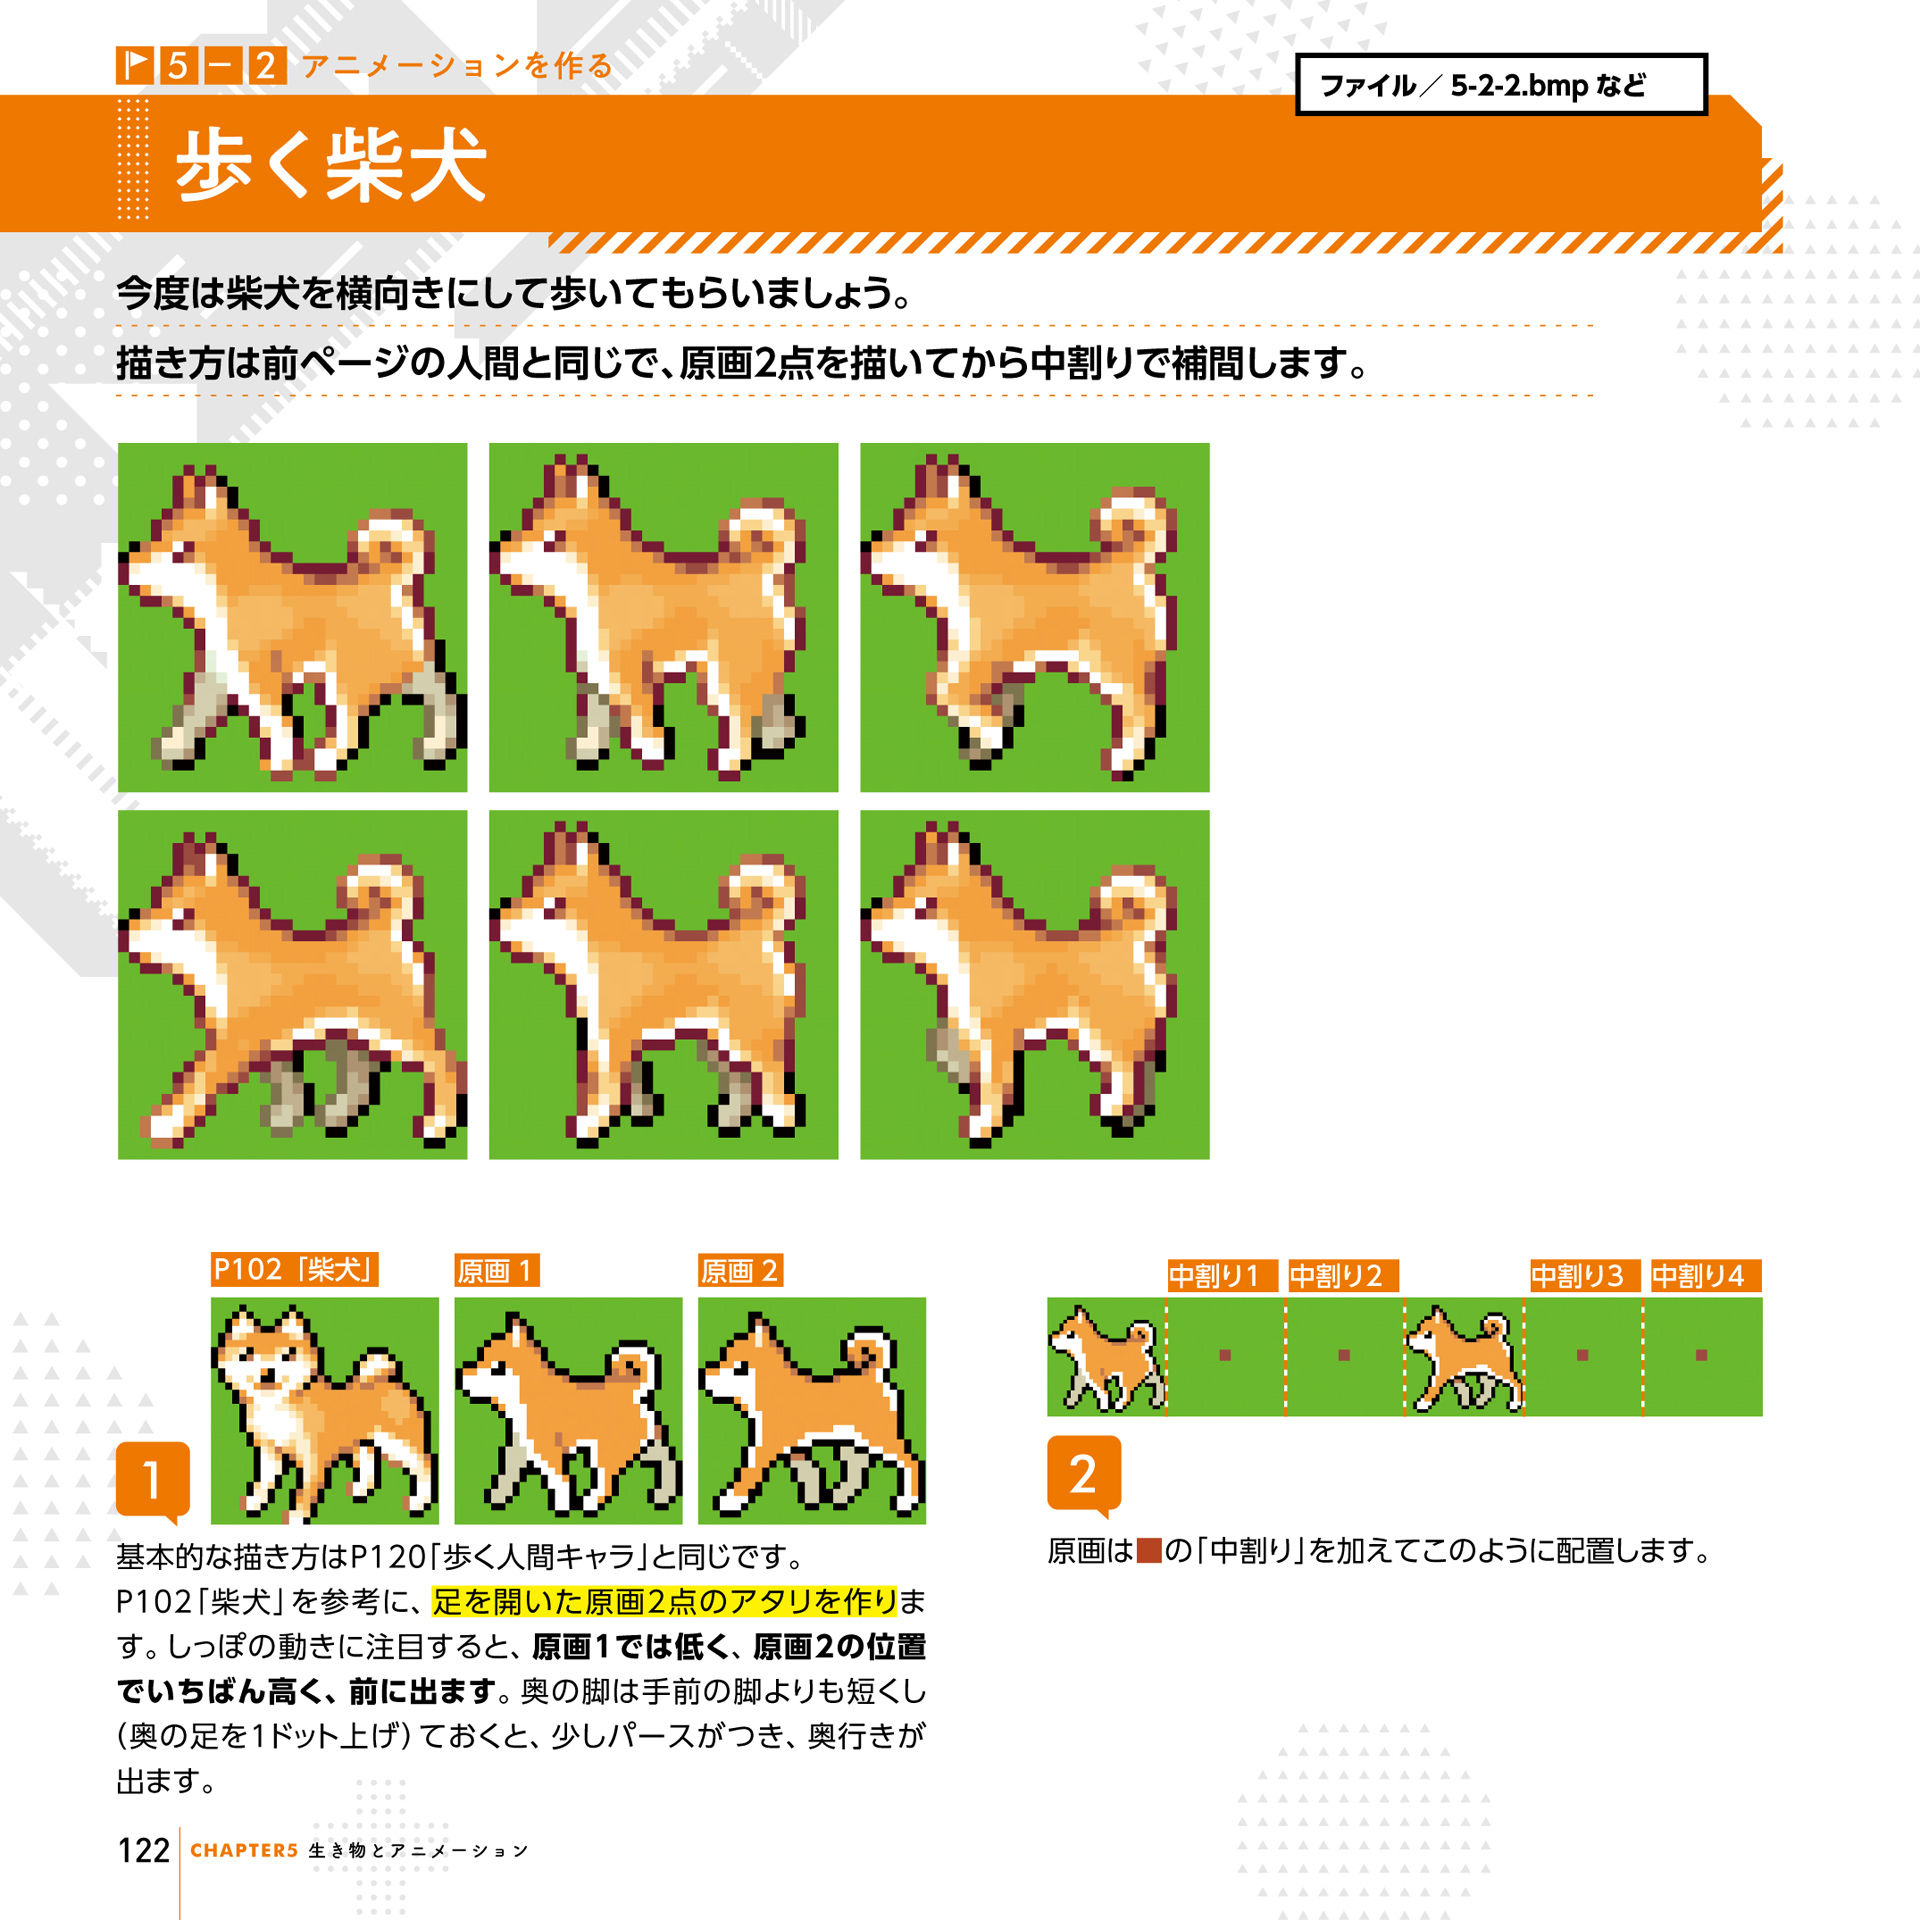 5-2 アニメーションを作る
ファイル／5-2-2.bmp など
歩く柴犬
今度は柴犬を横向きにして歩いてもらいましょう。
描き方は前ページの人間と同じで、原画2点を描いてから中割りで補間します。
P102「柴犬」
原画 1
原画 2
1
基本的な描き方はP120「歩く人間キャラ」と同じです。
P102「柴犬」を参考に、足を開いた原画2点のアタリを作りま
す。しっぽの動きに注目すると、原画1では低く、原画2の位置
でいちばん高く、前に出ます。奥の脚は手前の脚よりも短くし
（奥の足を1ドット上げ）ておくと、少しパースがつき、奥行きが
出ます。
中割り1
中割り2
中割り3
中割り4
2
原画は■の「中割り」を加えてこのように配置します。
122 CHAPTER5 生き物とアニメーション